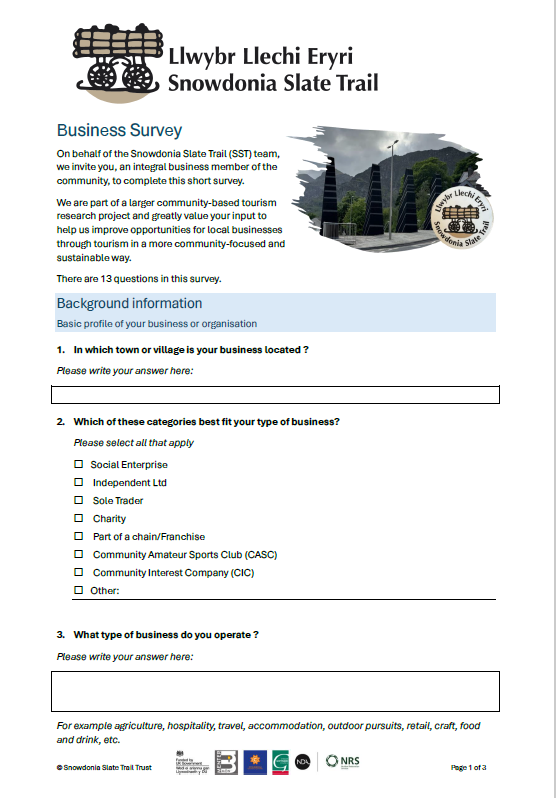 Llwybr Llechi Eryri
Snowdonia Slate Trail
Business Survey
On behalf of the Snowdonia Slate Trail (SST) team,
we invite you, an integral business member of the
community, to complete this short survey.
We are part of a larger community-based tourism
research project and greatly value your input to
help us improve opportunities for local businesses
through tourism in a more community-focused and
sustainable way.
There are 13 questions in this survey.
Llwybr Llechi Eryri
Snowdonia Slate Trail
Background information
Basic profile of your business or organisation
1. In which town or village is your business located ?
Please write your answer here:
2. Which of these categories best fit your type of business?
Please select all that apply
Social Enterprise
Independent Ltd
Sole Trader
Charity
Part of a chain/Franchise
Community Amateur Sports Club (CASC)
Community Interest Company (CIC)
Other:
3. What type of business do you operate ?
Please write your answer here:
For example agriculture, hospitality, travel, accommodation, outdoor pursuits, retail, craft, food
and drink, etc.
© Snowdonia Slate Trail Trust
Funded by
UK Government
NDA
NRS
Page 1 of 3